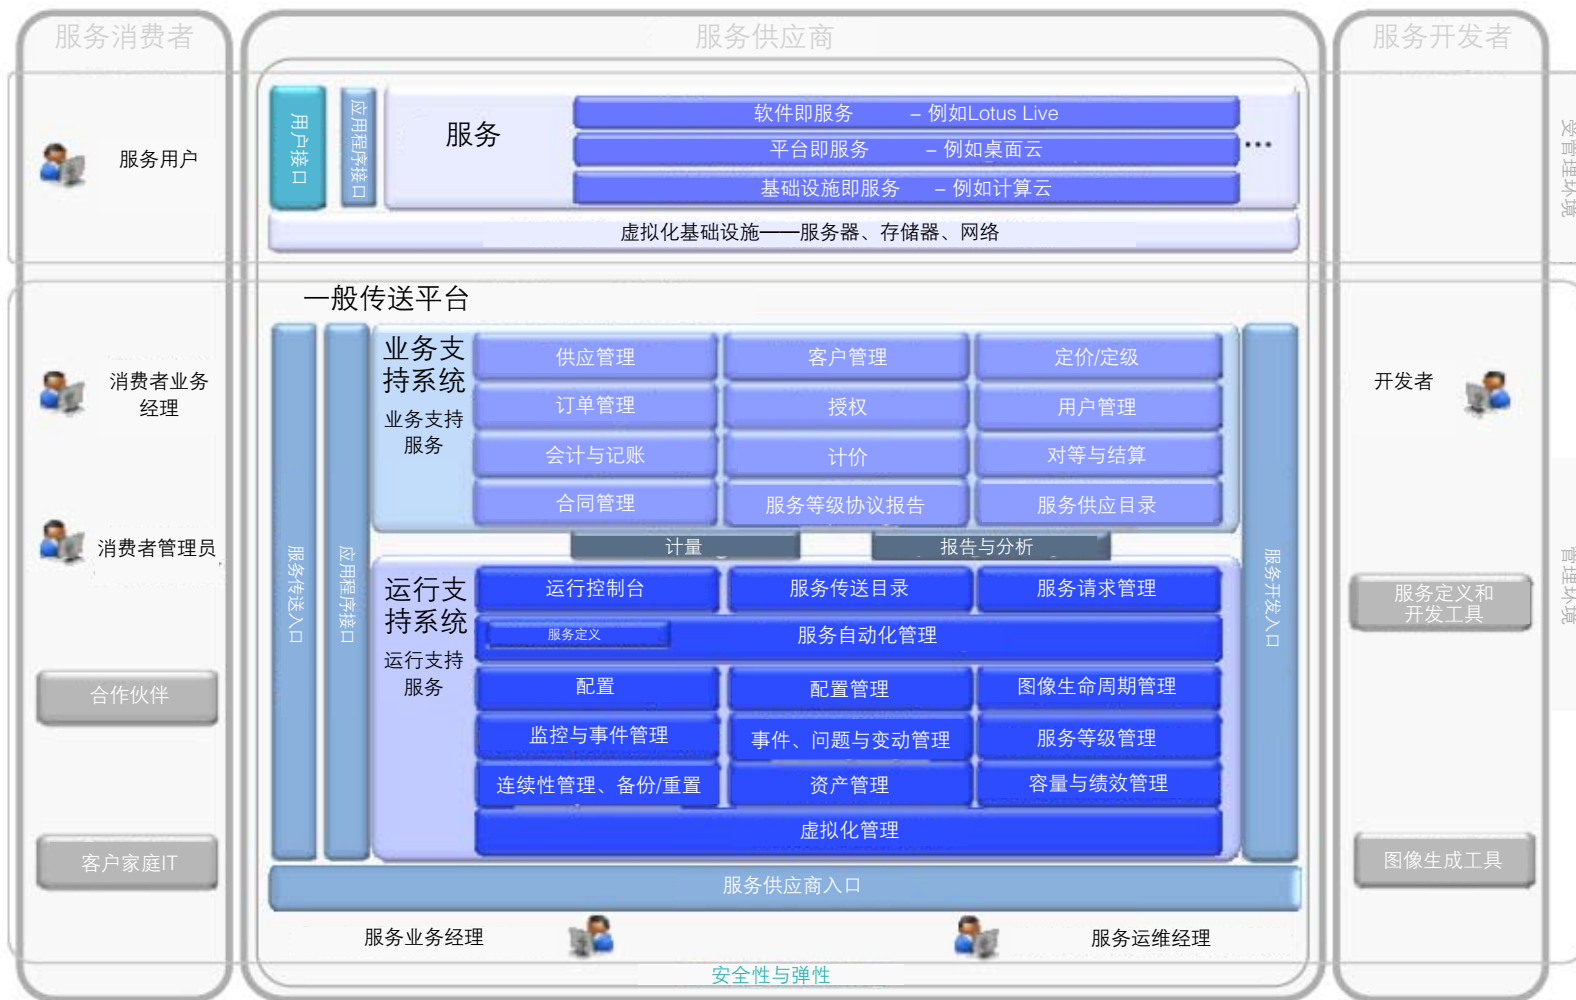 服务消费者
服务供应商
服务开发者
服务用户
用户接口
应用程序接口
服务
软件即服务 – 例如Lotus Live
平台即服务 – 例如桌面云
基础设施即服务 – 例如计算云
...
虚拟化基础设施——服务器、存储器、网络
受管理环境
一般传送平台
消费者业务
经理
消费者管理员
合作伙伴
客户家庭IT
服务传送入口
应用程序接口
业务支
持系统
业务支持
服务
供应管理
客户管理
定价/定级
订单管理
授权
用户管理
会计与记账
计价
对等与结算
合同管理
服务等级协议报告
服务供应目录
计量
报告与分析
运行支
持系统
运行支持
服务
运行控制台
服务传送目录
服务请求管理
服务定义
服务自动化管理
配置
配置管理
图像生命周期管理
监控与事件管理
事件、问题与变动管理
服务等级管理
连续性管理、备份/重置
资产管理
容量与绩效管理
虚拟化管理
服务开发入口
开发者
服务定义和
开发工具
图像生成工具
管理环境
服务供应商入口
服务业务经理
服务运维经理
安全性与弹性